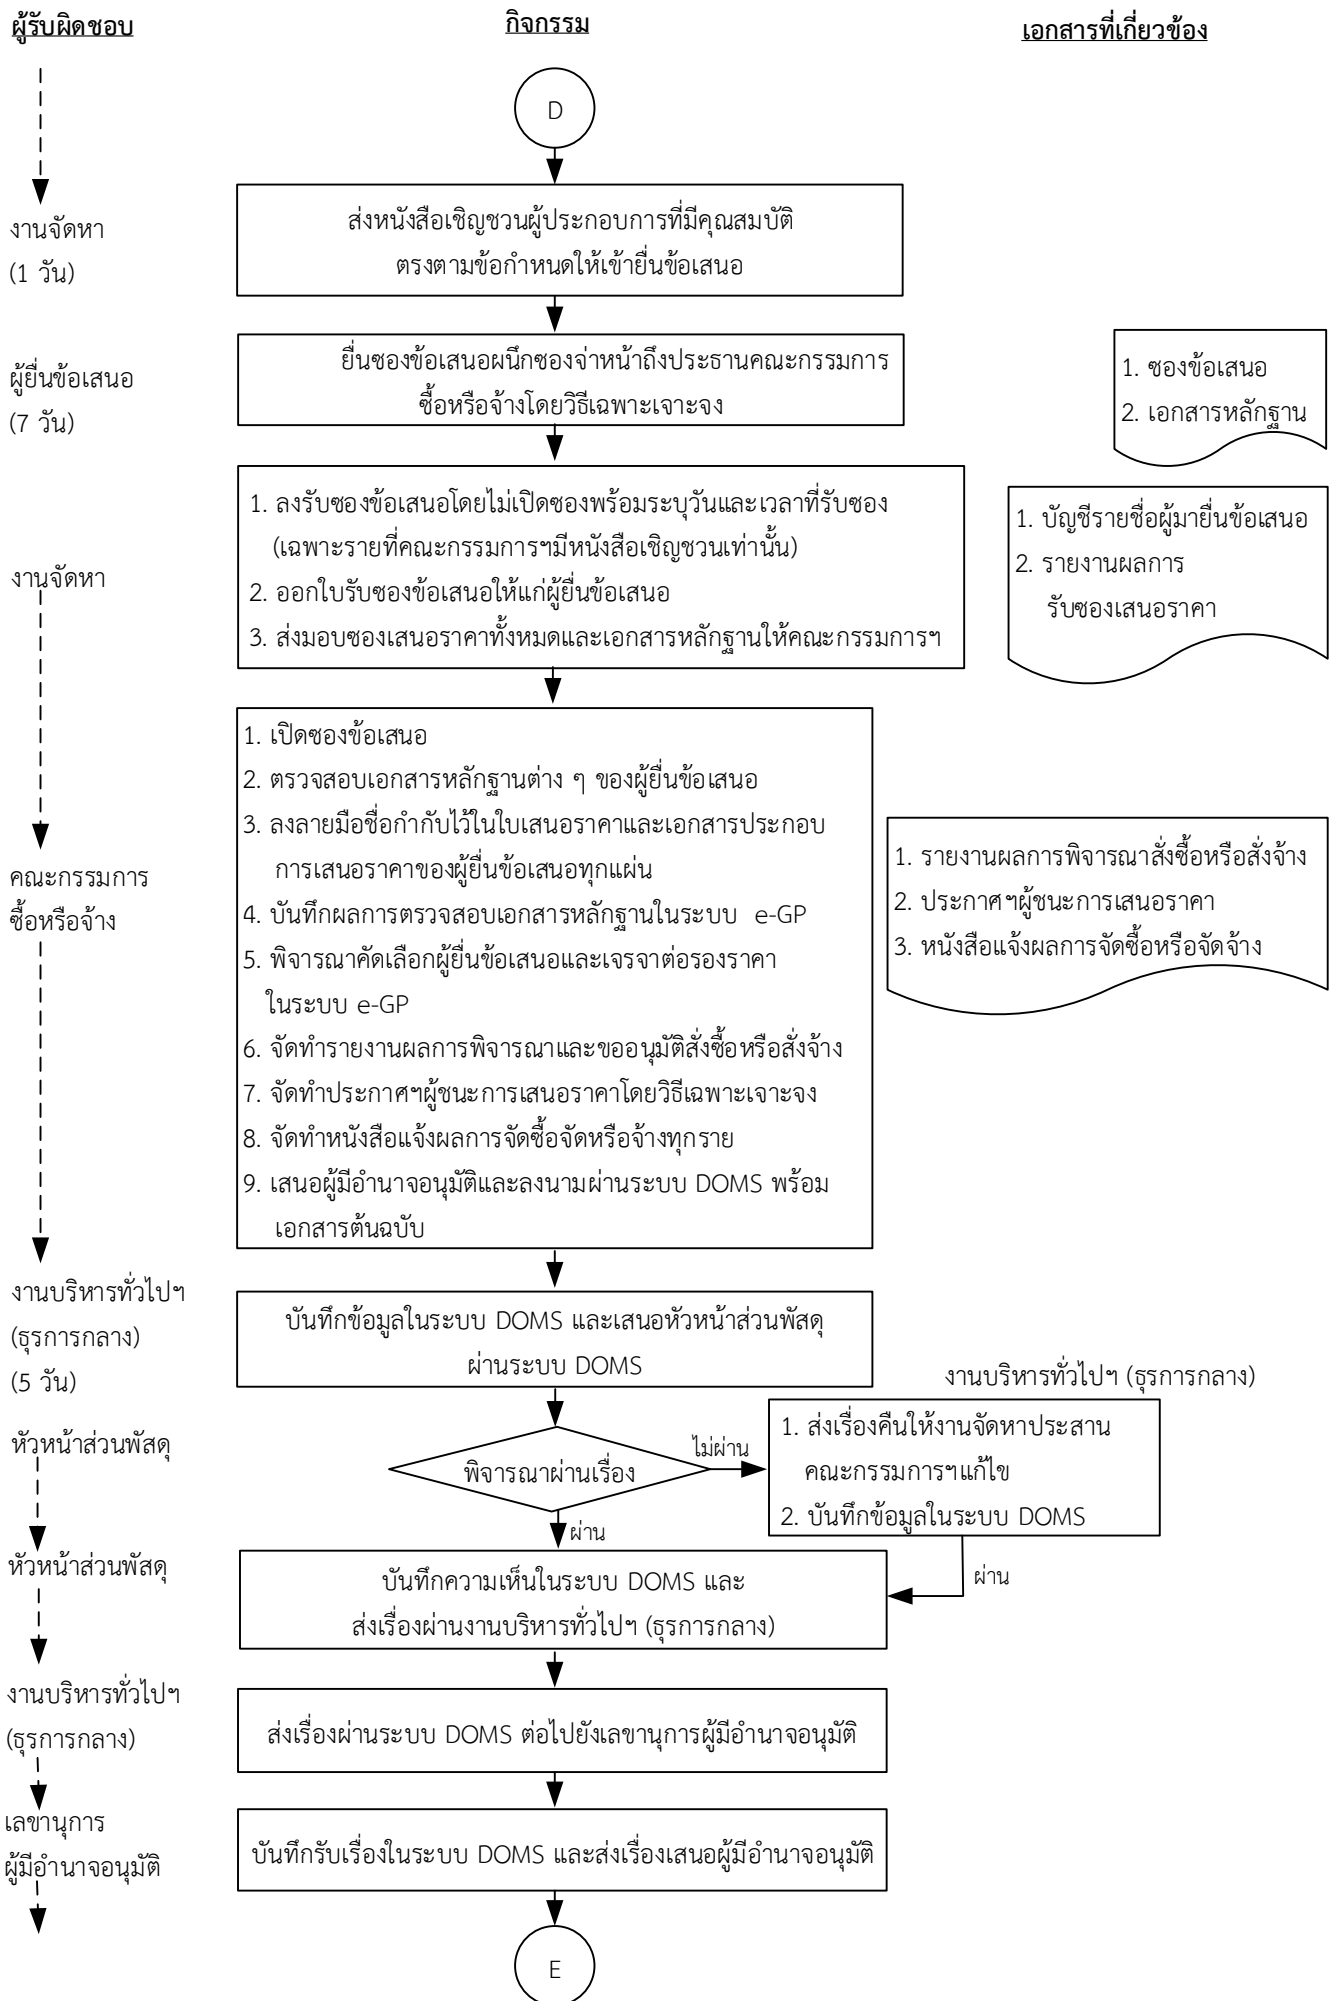 ผู้รับผิดชอบ
กิจกรรม
เอกสารที่เกี่ยวข้อง
D
งานจัดหา
(1 วัน)
ส่งหนังสือเชิญชวนผู้ประกอบการที่มีคุณสมบัติ
ตรงตามข้อกำหนดให้เข้ายื่นข้อเสนอ
ผู้ยื่นข้อเสนอ
(7 วัน)
ยื่นซองข้อเสนอผนึกซองจ่าหน้าถึงประธานคณะกรรมการ
ซื้อหรือจ้างโดยวิธีเฉพาะเจาะจง
1. ซองข้อเสนอ
2. เอกสารหลักฐาน
งานจัดหา
1. ลงรับซองข้อเสนอโดยไม่เปิดซองพร้อมระบุวันและเวลาที่รับซอง
(เฉพาะรายที่คณะกรรมการฯมีหนังสือเชิญชวนเท่านั้น)
2. ออกใบรับซองข้อเสนอให้แก่ผู้ยื่นข้อเสนอ
3. ส่งมอบซองเสนอราคาทั้งหมดและเอกสารหลักฐานให้คณะกรรมการฯ
1. บัญชีรายชื่อผู้มายื่นข้อเสนอ
2. รายงานผลการ
รับซองเสนอราคา
คณะกรรมการ
ซื้อหรือจ้าง
1. เปิดซองข้อเสนอ
2. ตรวจสอบเอกสารหลักฐานต่าง ๆ ของผู้ยื่นข้อเสนอ
3. ลงลายมือชื่อกำกับไว้ในใบเสนอราคาและเอกสารประกอบ
การเสนอราคาของผู้ยื่นข้อเสนอทุกแผ่น
4. บันทึกผลการตรวจสอบเอกสารหลักฐานในระบบ e-GP
5. พิจารณาคัดเลือกผู้ยื่นข้อเสนอและเจรจาต่อรองราคา
ในระบบ e-GP
6. จัดทำรายงานผลการพิจารณาและขออนุมัติสั่งซื้อหรือสั่งจ้าง
7. จัดทำประกาศฯผู้ชนะการเสนอราคาโดยวิธีเฉพาะเจาะจง
8. จัดทำหนังสือแจ้งผลการจัดซื้อจัดหรือจ้างทุกราย
9. เสนอผู้มีอำนาจอนุมัติและลงนามผ่านระบบ DOMS พร้อม
เอกสารต้นฉบับ
1. รายงานผลการพิจารณาสั่งซื้อหรือสั่งจ้าง
2. ประกาศฯผู้ชนะการเสนอราคา
3. หนังสือแจ้งผลการจัดซื้อหรือจัดจ้าง
งานบริหารทั่วไปฯ
(ธุรการกลาง)
(5 วัน)
บันทึกข้อมูลในระบบ DOMS และเสนอหัวหน้าส่วนพัสดุ
ผ่านระบบ DOMS
งานบริหารทั่วไปฯ (ธุรการกลาง)
หัวหน้าส่วนพัสดุ
พิจารณาผ่านเรื่อง
ไม่ผ่าน
1. ส่งเรื่องคืนให้งานจัดหาประสาน
คณะกรรมการฯแก้ไข
2. บันทึกข้อมูลในระบบ DOMS
ผ่าน
ผ่าน
หัวหน้าส่วนพัสดุ
บันทึกความเห็นในระบบ DOMS และ
ส่งเรื่องผ่านงานบริหารทั่วไปฯ (ธุรการกลาง)
งานบริหารทั่วไปฯ
(ธุรการกลาง)
ส่งเรื่องผ่านระบบ DOMS ต่อไปยังเลขานุการผู้มีอำนาจอนุมัติ
เลขานุการ
ผู้มีอำนาจอนุมัติ
บันทึกรับเรื่องในระบบ DOMS และส่งเรื่องเสนอผู้มีอำนาจอนุมัติ
E